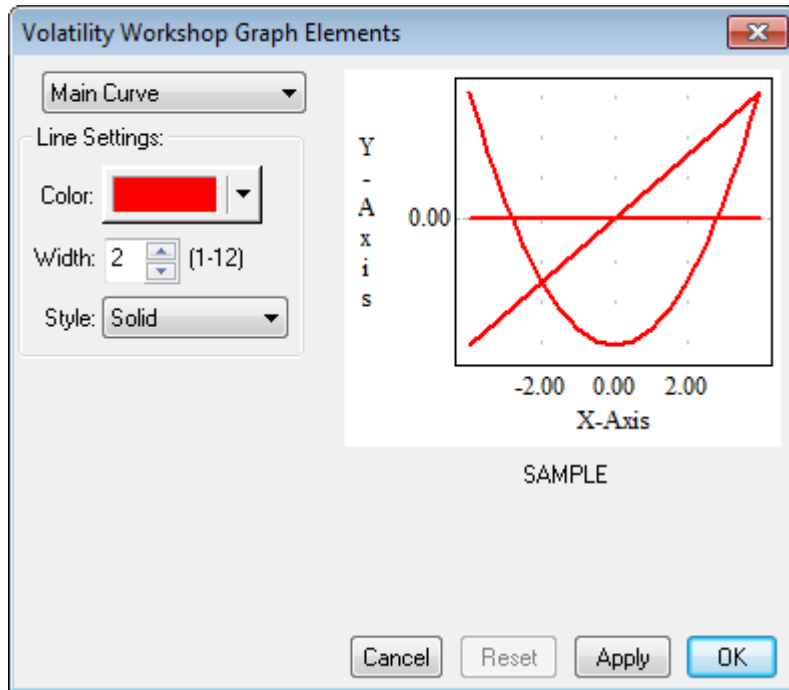 Volatility Workshop Graph Elements
Main Curve
Line Settings:
Color:
Width: 2 (1-12)
Style: Solid
Y-Axis
0.00
-2.00 0.00 2.00
X-Axis
SAMPLE
Cancel Reset Apply OK